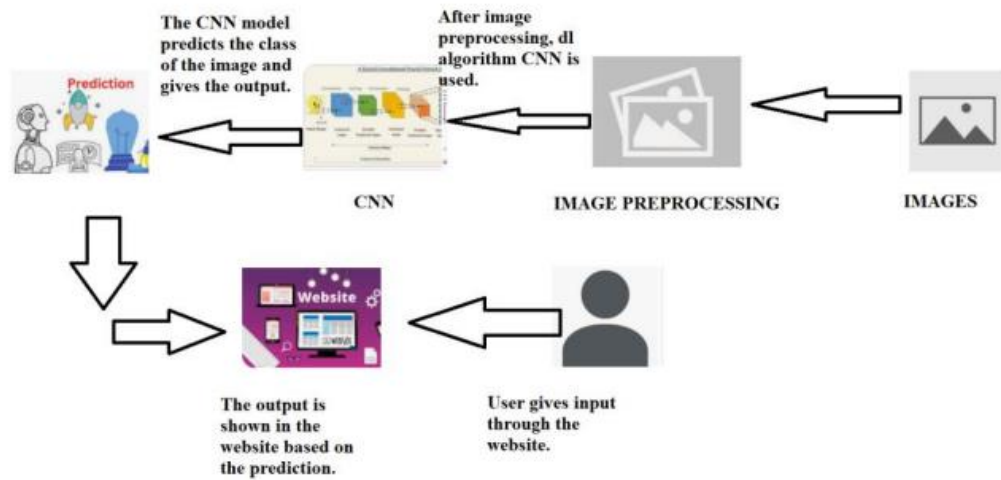 The CNN model
predicts the class
of the image and
gives the output.
After image
preprocessing, dl
algorithm CNN is
used.
Prediction
CNN
IMAGE PREPROCESSING
IMAGES
Website
The output is
shown in the
website based on
the prediction.
User gives input
through the
website.